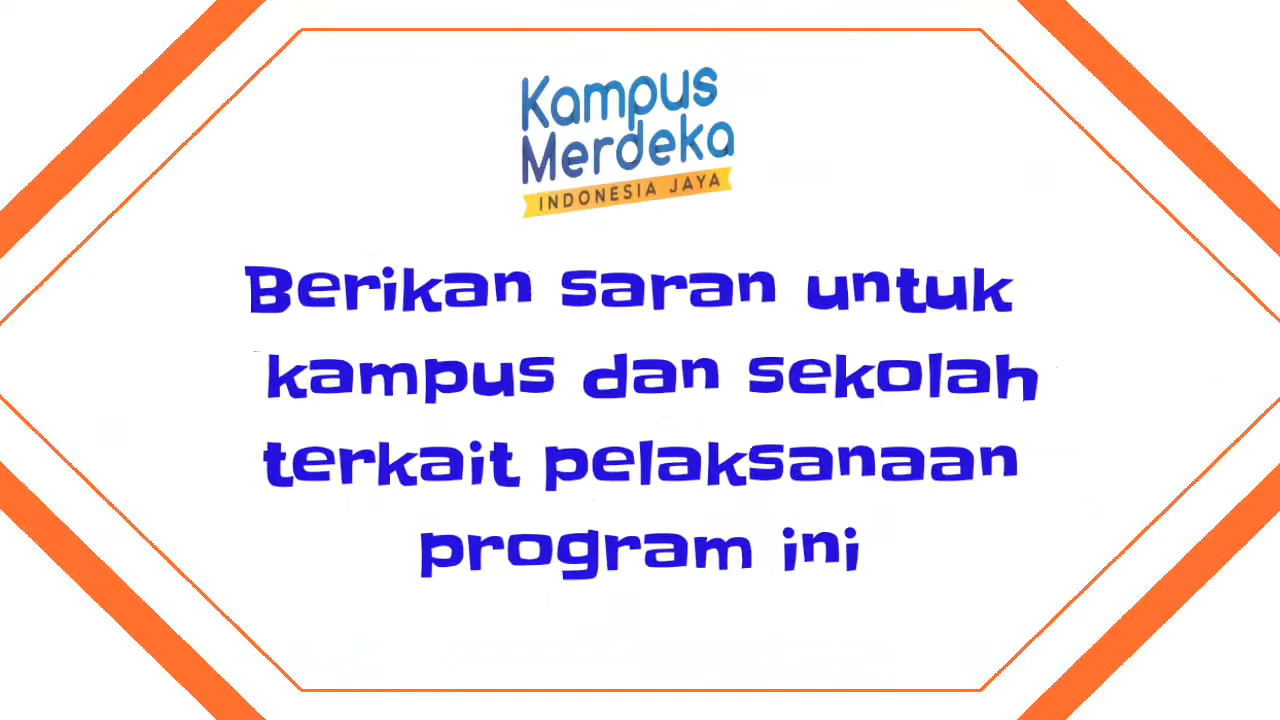 Kampus
Merdeka
INDONESIA JAYA
Berikan saran untuk
kampus dan sekolah
terkait pelaksanaan
program ini